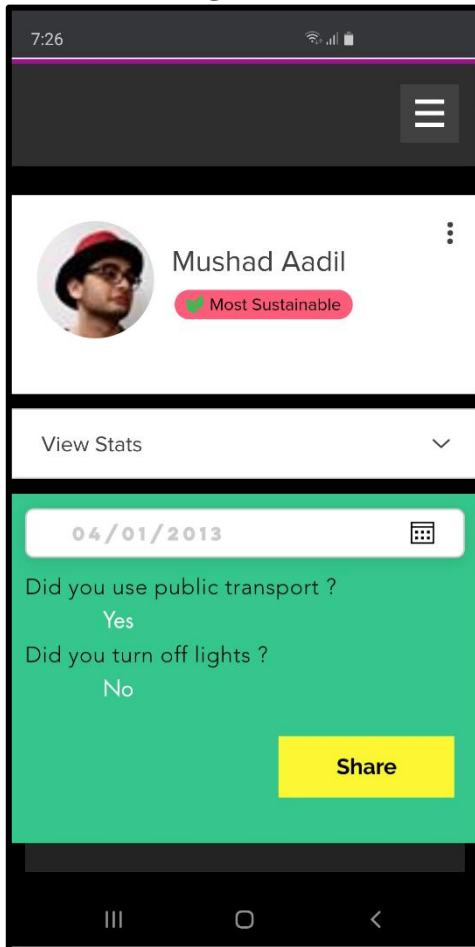 7:26
Mushad Aadil
Most Sustainable
View Stats
04/01/2013
Did you use public transport ?
Yes
Did you turn off lights ?
No
Share